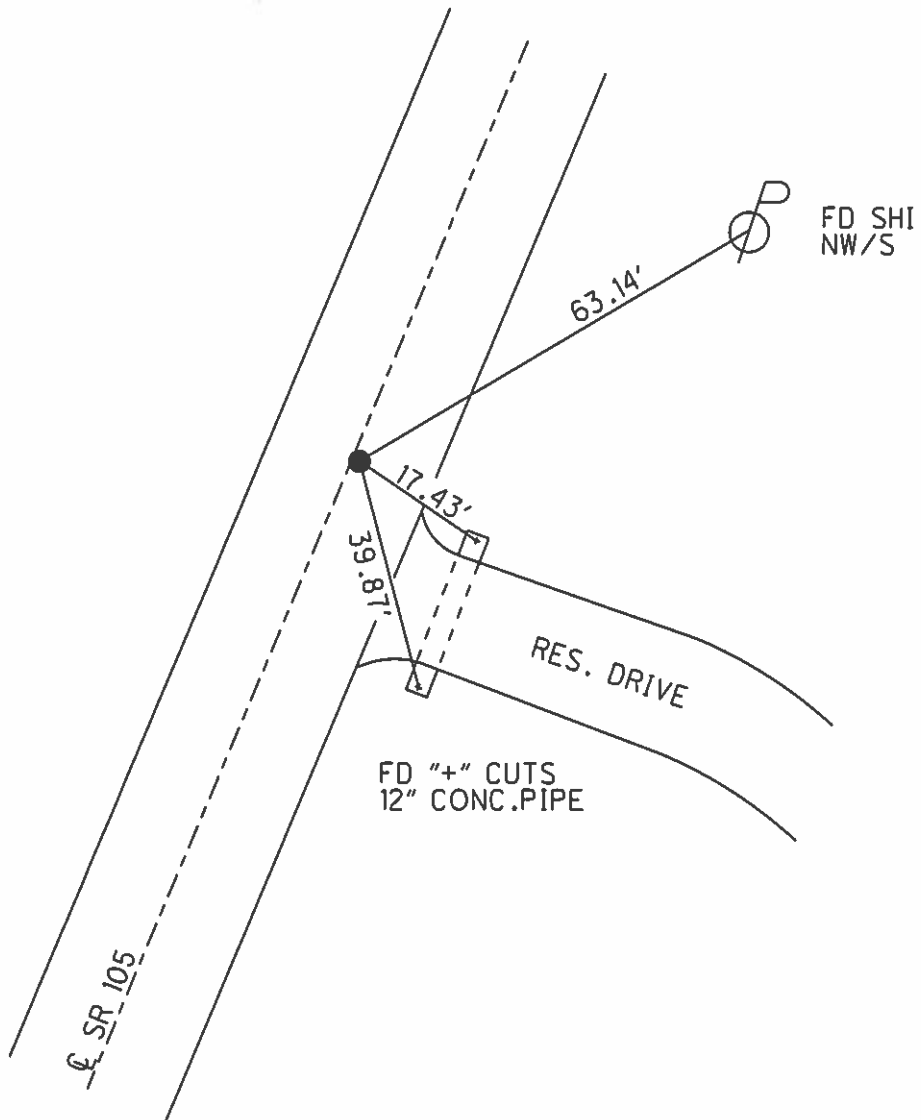 P
FD SHI
NW/S
63.14'
17.43'
39.87'
RES. DRIVE
FD "+" CUTS
12" CONC.PIPE
℄ SR 105